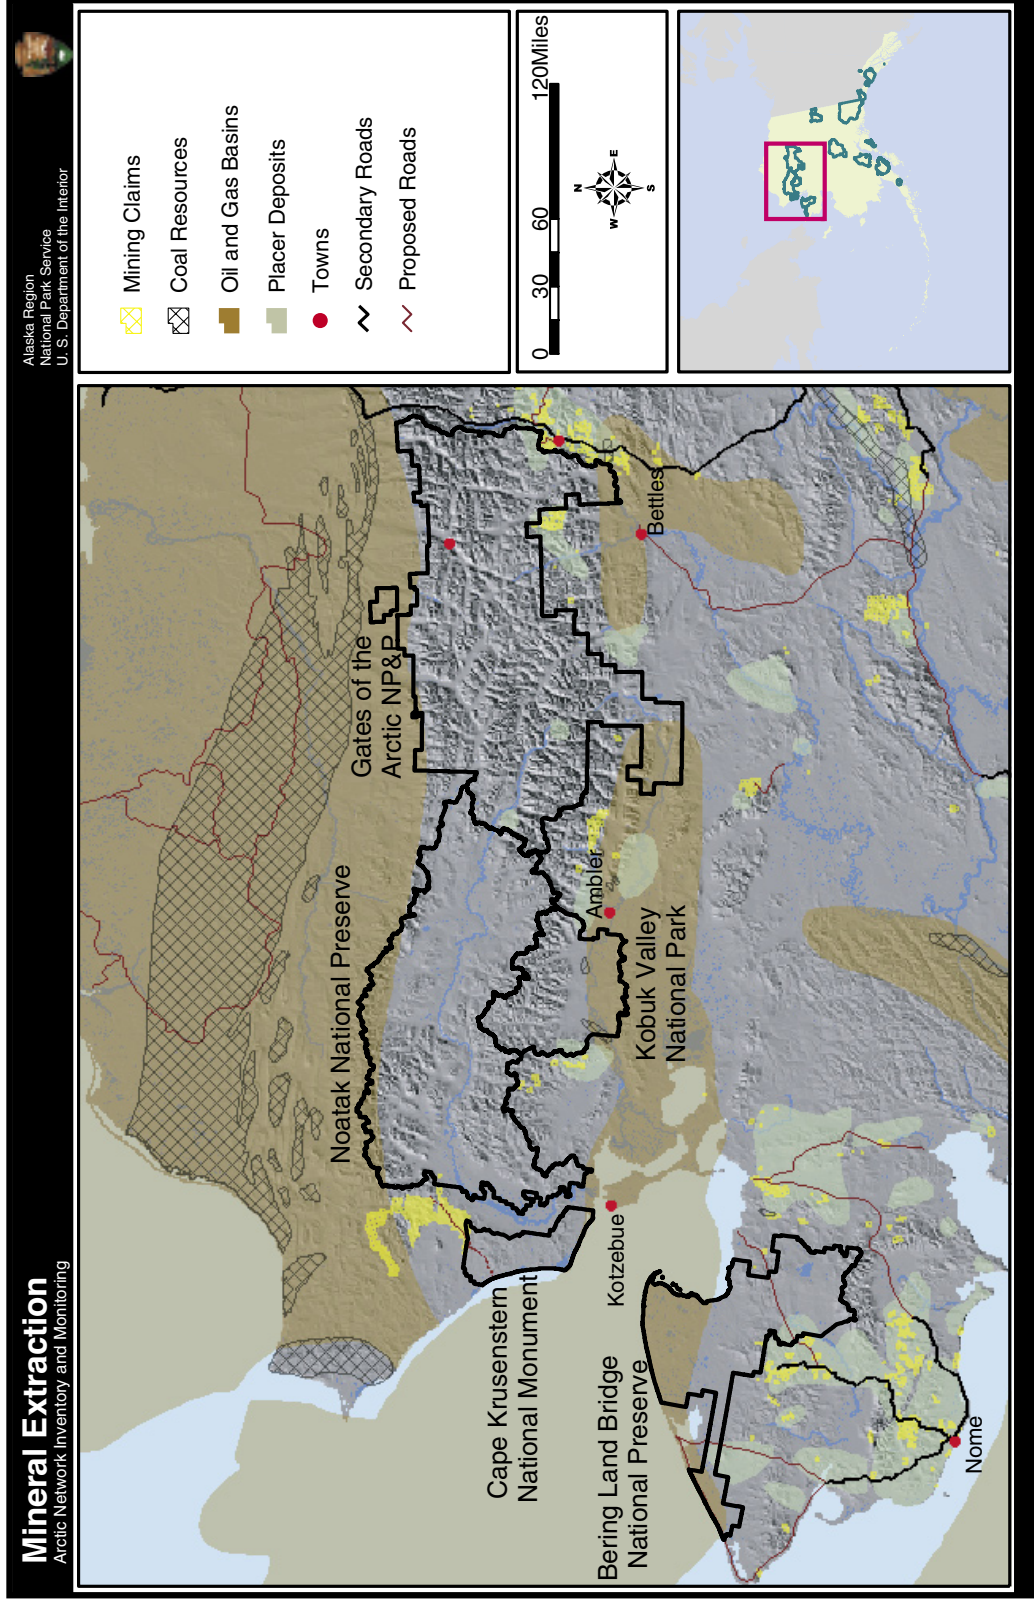 Mineral Extraction
Arctic Network Inventory and Monitoring
Alaska Region
National Park Service
U. S. Department of the Interior
Noatak National Preserve
Gates of the
Arctic NP&P
Cape Krusenstern
National Monument
Kotzebue
Bering Land Bridge
National Preserve
Nome
Ambler
Kobuk Valley
National Park
Bettles
Mining Claims
Coal Resources
Oil and Gas Basins
Placer Deposits
Towns
Secondary Roads
Proposed Roads
0 30 60 120Miles
N
W E
S